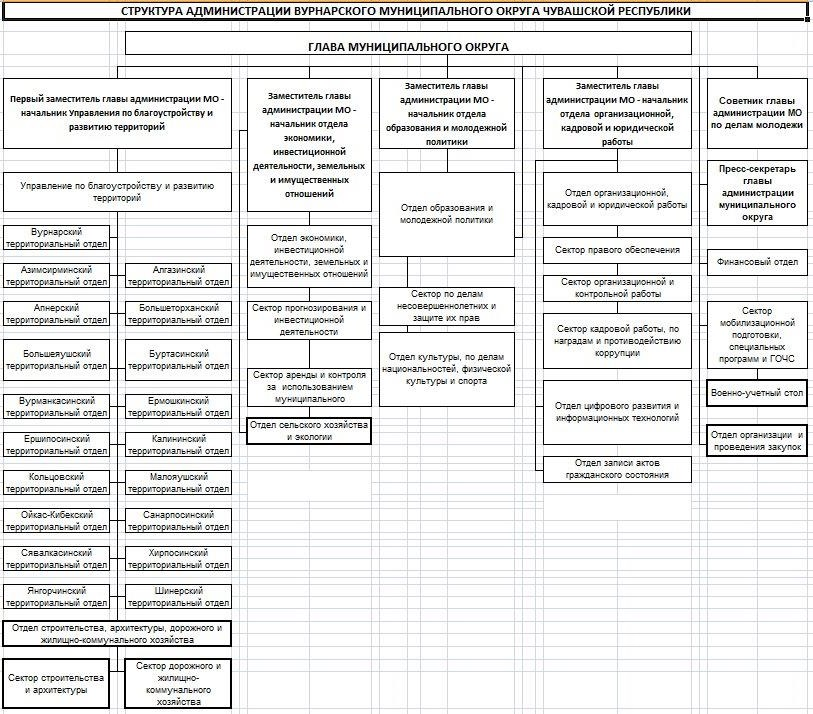 СТРУКТУРА АДМИНИСТРАЦИИ ВУРНАРСКОГО МУНИЦИПАЛЬНОГО ОКРУГА ЧУВАШСКОЙ РЕСПУБЛИКИ
ГЛАВА МУНИЦИПАЛЬНОГО ОКРУГА
Первый заместитель главы администрации МО -
начальник Управления по благоустройству и
развитию территорий
Управление по благоустройству и развитию
территорий
Вурнарский
территориальный отдел
Азимсирминский
территориальный отдел
Алгазинский
территориальный отдел
Апнерский
территориальный отдел
Большеторханский
территориальный отдел
Большеяушский
территориальный отдел
Буртасинский
территориальный отдел
Вурманкасинский
территориальный отдел
Ермошкинский
территориальный отдел
Ершипосинский
территориальный отдел
Калининский
территориальный отдел
Кольцовский
территориальный отдел
Малояушский
территориальный отдел
Ойкас-Кибекский
территориальный отдел
Санарпосинский
территориальный отдел
Сявалкасинский
территориальный отдел
Хирпосинский
территориальный отдел
Янгорчинский
территориальный отдел
Шинерский
территориальный отдел
Отдел строительства, архитектуры, дорожного и
жилищно-коммунального хозяйства
Сектор строительства
и архитектуры
Сектор дорожного и
жилищно-
коммунального
хозяйства
Заместитель главы
администрации МО -
начальник отдела
экономики,
инвестиционной
деятельности, земельных
и имущественных
отношений
Отдел экономики,
инвестиционной
деятельности, земельных и
имущественных отношений
Сектор прогнозирования и
инвестиционной
деятельности
Сектор аренды и контроля
за использованием
муниципального
Отдел сельского хозяйства
и экологии
Заместитель главы
администрации МО -
начальник отдела
образования и молодежной
политики
Отдел образования и
молодежной политики
Сектор по делам
несовершеннолетних и
защите их прав
Отдел культуры, по делам
национальностей, физической
культуры и спорта
Заместитель главы
администрации МО - начальник
отдела организационной,
кадровой и юридической
работы
Отдел организационной,
кадровой и юридической работы
Сектор правого обеспечения
Сектор организационной и
контрольной работы
Сектор кадровой работы, по
наградам и противодействию
коррупции
Отдел цифрового развития и
информационных технологий
Отдел записи актов
гражданского состояния
Советник главы
администрации МО
по делам молодежи
Пресс-секретарь
главы
администрации
муниципального
округа
Финансовый отдел
Сектор
мобилизационной
подготовки,
специальных
программ и ГОЧС
Военно-учетный стол
Отдел организации и
проведения закупок